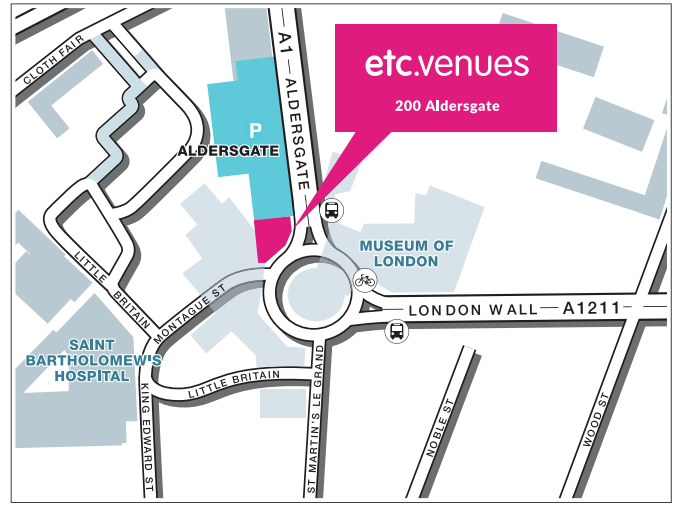 CLOTH FAIR
A1
ALDERSGATE
etc.venues
200 Aldersgate
P
ALDERSGATE
MUSEUM OF
LONDON
LITTLE BRITAIN
MONTAGUE ST
LONDON WALL
A1211
SAINT
BARTHOLOMEW'S
HOSPITAL
LITTLE BRITAIN
KING EDWARD ST
ST MARTIN'S LE GRAND
NOBLE ST
WOOD ST